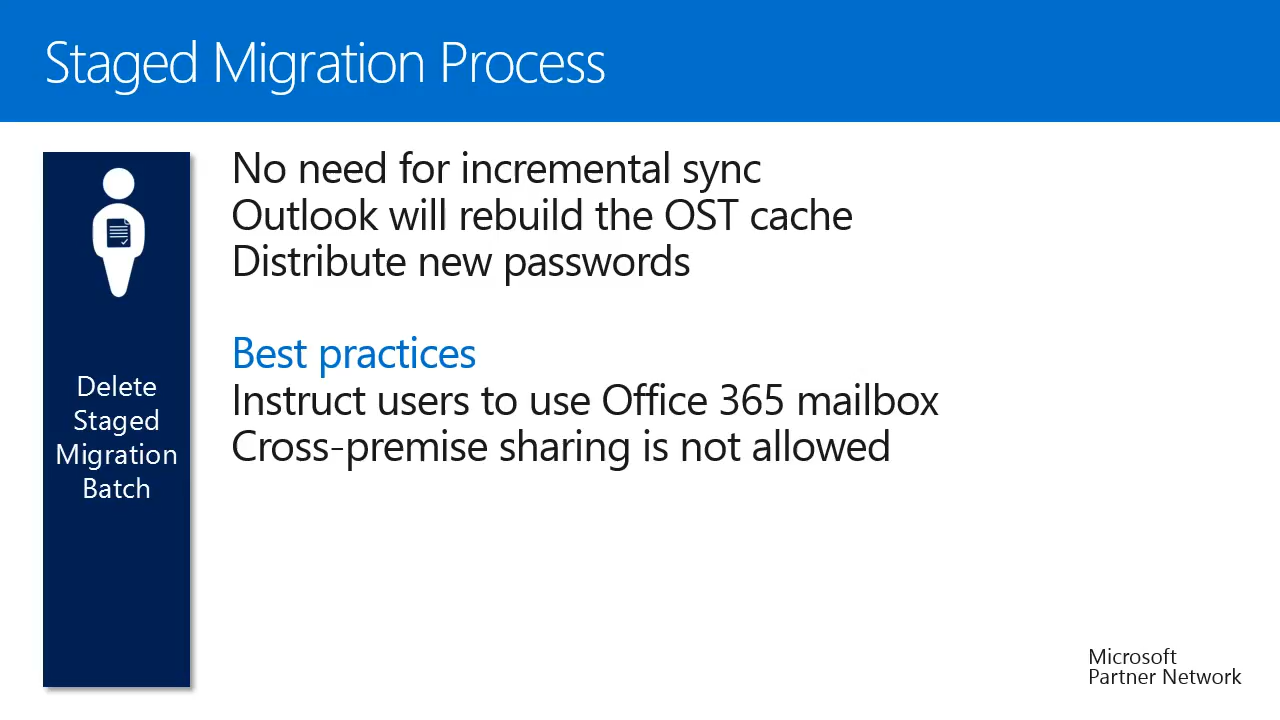 Staged Migration Process
Delete
Staged
Migration
Batch
No need for incremental sync
Outlook will rebuild the OST cache
Distribute new passwords
Best practices
Instruct users to use Office 365 mailbox
Cross-premise sharing is not allowed
Microsoft
Partner Network